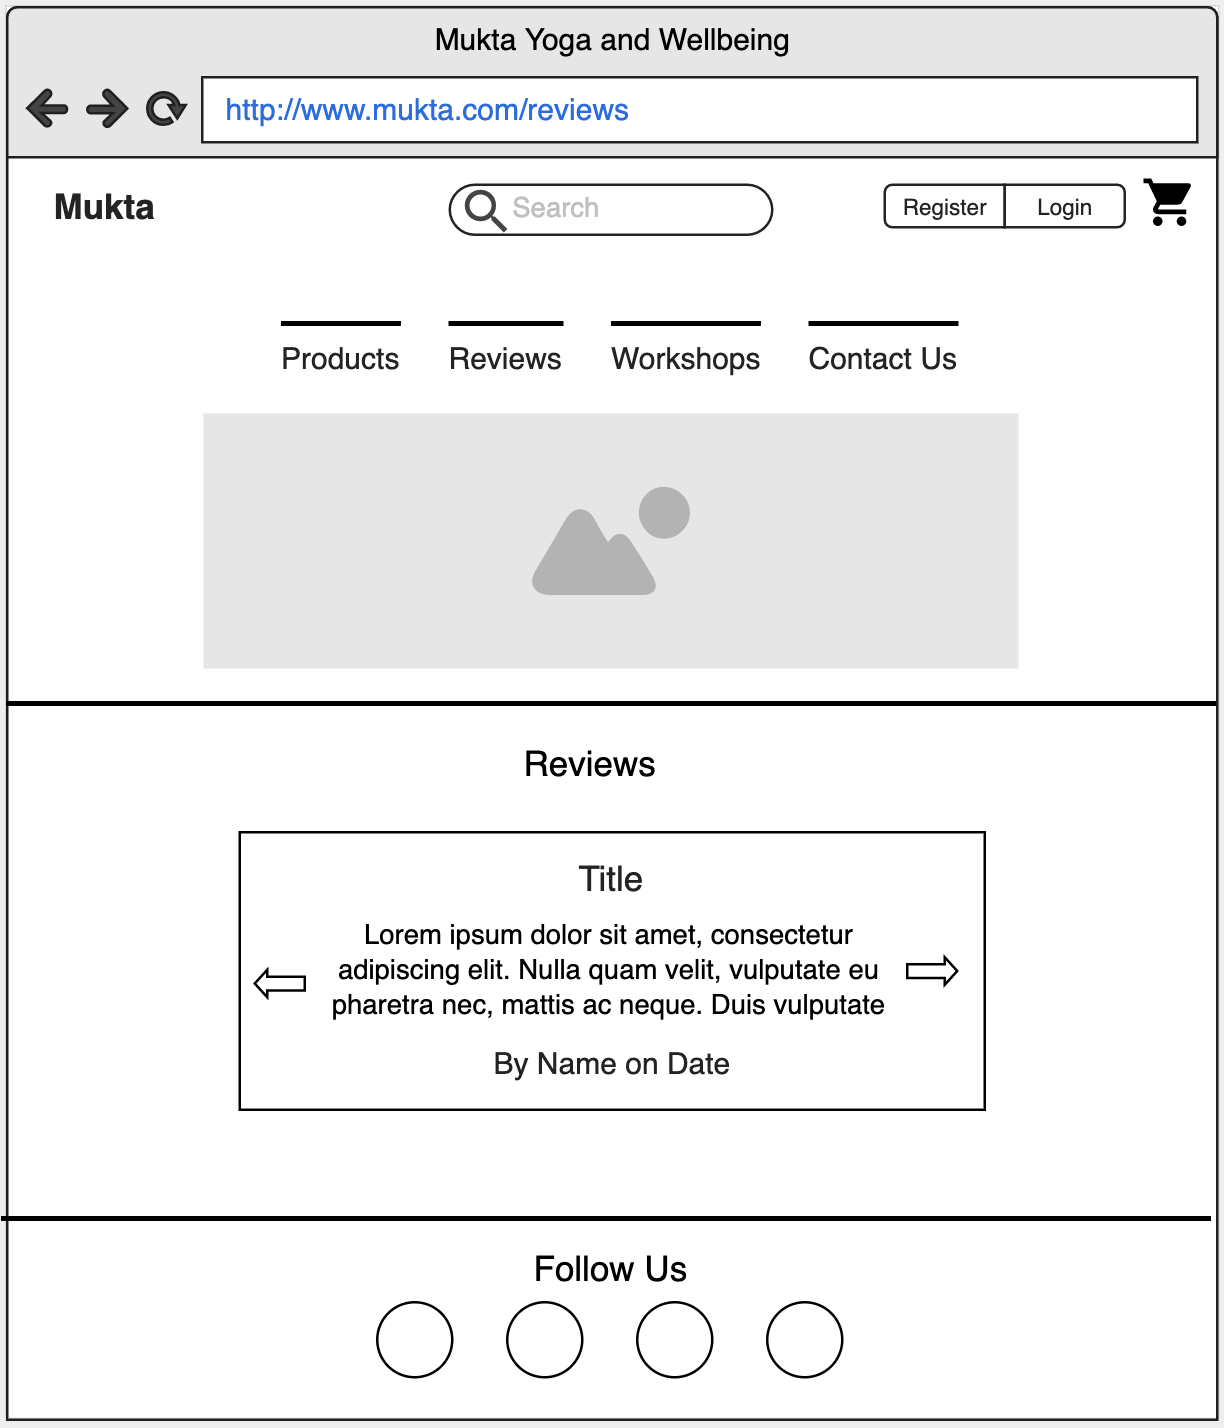 Mukta Yoga and Wellbeing
http://www.mukta.com/reviews
Mukta
Search
Register
Login
Products
Reviews
Workshops
Contact Us
Reviews
Title
Lorem ipsum dolor sit amet, consectetur
adipiscing elit. Nulla quam velit, vulputate eu
pharetra nec, mattis ac neque. Duis vulputate
By Name on Date
Follow Us